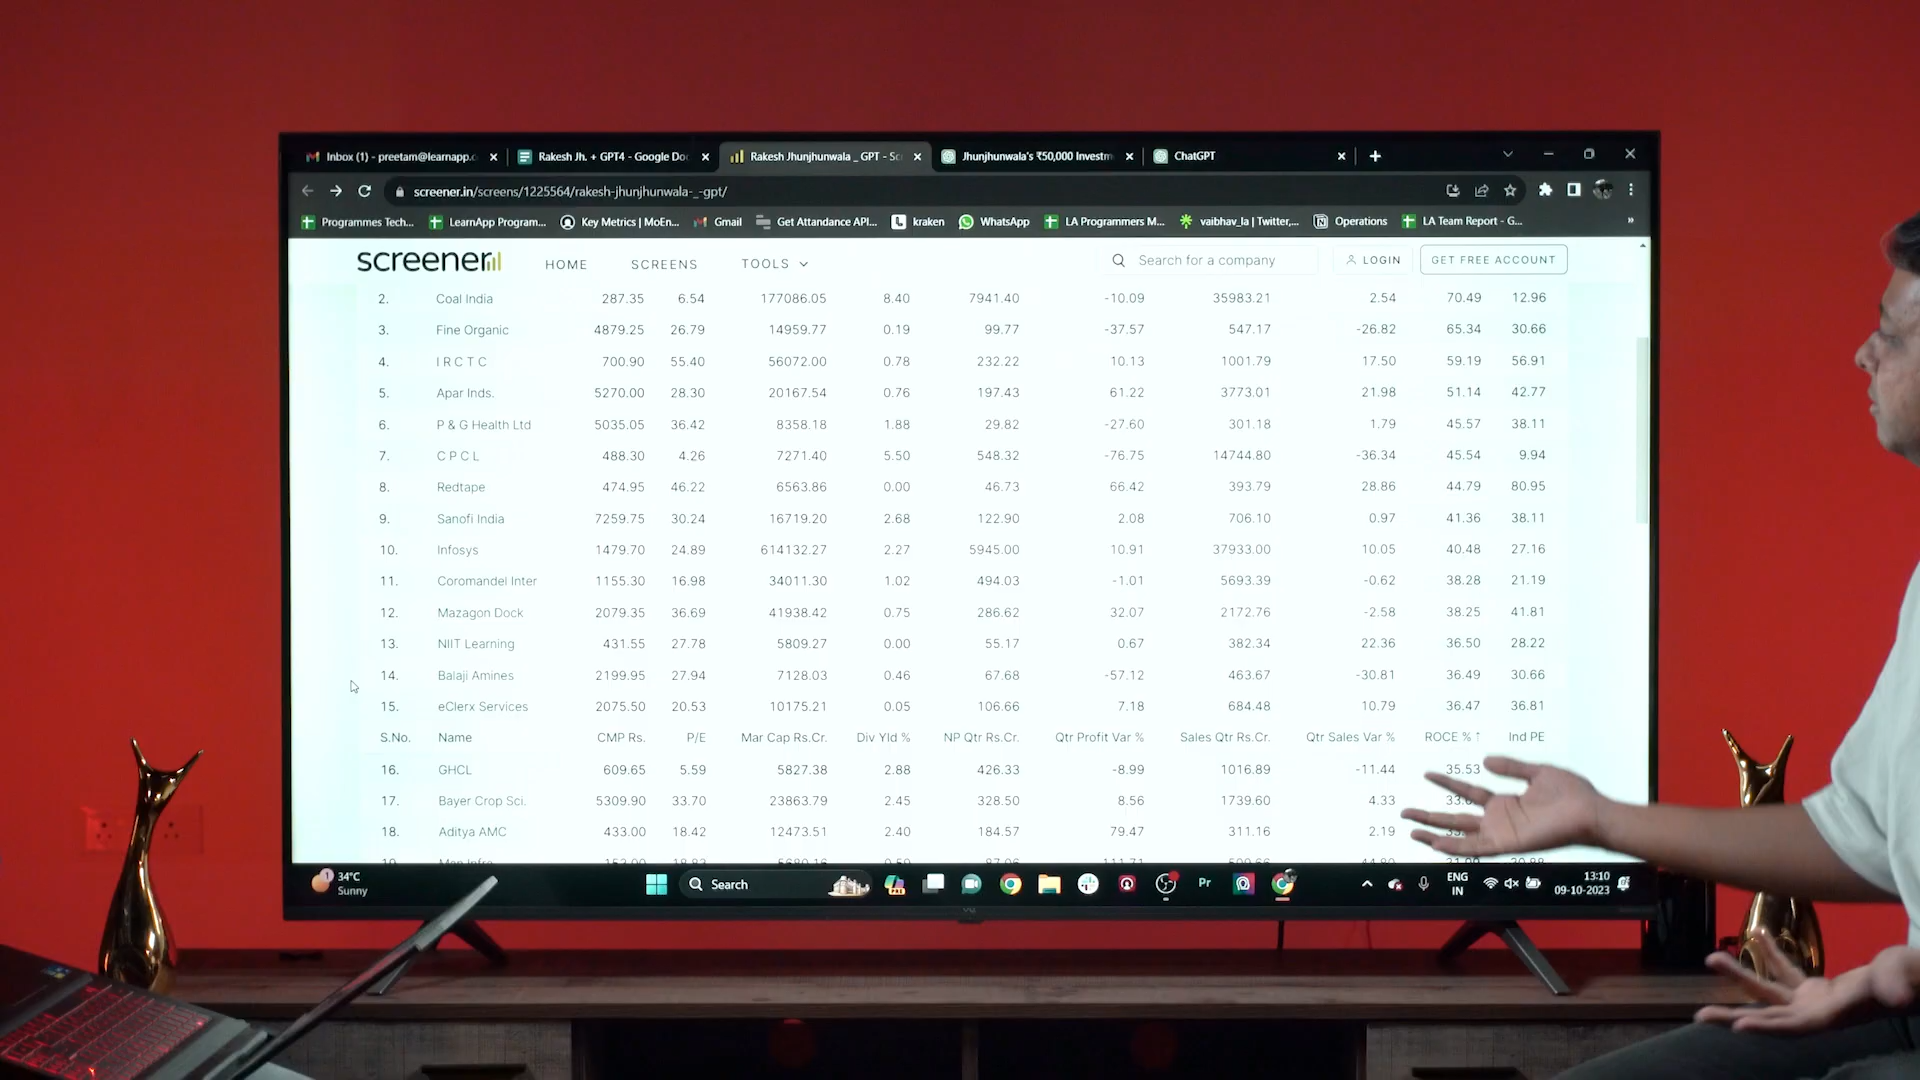 Inbox (1) - preetam@learnapp.c Rakesh Jh. + GPT4 - Google Doc Rakesh Jhunjhunwala _ GPT - Sc Jhunjhunwala's ₹50,000 Investm ChatGPT
screener.in/screens/1225564/rakesh-jhunjhunwala-_-gpt/
Programmes Tech... LearnApp Program... Key Metrics | MoEn... Gmail Get Attandance API... kraken WhatsApp LA Programmers M... vaibhav_la | Twitter,... Operations LA Team Report - G... »
screener HOME SCREENS TOOLS Search for a company LOGIN GET FREE ACCOUNT
2. Coal India 287.35 6.54 177086.05 8.40 7941.40 -10.09 35983.21 2.54 70.49 12.96
3. Fine Organic 4879.25 26.79 14959.77 0.19 99.77 -37.57 547.17 -26.82 65.34 30.66
4. I R C T C 700.90 55.40 56072.00 0.78 232.22 10.13 1001.79 17.50 59.19 56.91
5. Apar Inds. 5270.00 28.30 20167.54 0.76 197.43 61.22 3773.01 21.98 51.14 42.77
6. P & G Health Ltd 5035.05 36.42 8358.18 1.88 29.82 -27.60 301.18 1.79 45.57 38.11
7. C P C L 488.30 4.26 7271.40 5.50 548.32 -76.75 14744.80 -36.34 45.54 9.94
8. Redtape 474.95 46.22 6563.86 0.00 46.73 66.42 393.79 28.86 44.79 80.95
9. Sanofi India 7259.75 30.24 16719.20 2.68 122.90 2.08 706.10 0.97 41.36 38.11
10. Infosys 1479.70 24.89 614132.27 2.27 5945.00 10.91 37933.00 10.05 40.48 27.16
11. Coromandel Inter 1155.30 16.98 34011.30 1.02 494.03 -1.01 5693.39 -0.62 38.28 21.19
12. Mazagon Dock 2079.35 36.69 41938.42 0.75 286.62 32.07 2172.76 -2.58 38.25 41.81
13. NIIT Learning 431.55 27.78 5809.27 0.00 55.17 0.67 382.34 22.36 36.50 28.22
14. Balaji Amines 2199.95 27.94 7128.03 0.46 67.68 -57.12 463.67 -30.81 36.49 30.66
15. eClerx Services 2075.50 20.53 10175.21 0.05 106.66 7.18 684.48 10.79 36.47 36.81
S.No. Name CMP Rs. P/E Mar Cap Rs.Cr. Div Yld % NP Qtr Rs.Cr. Qtr Profit Var % Sales Qtr Rs.Cr. Qtr Sales Var % ROCE % ↑ Ind PE
16. GHCL 609.65 5.59 5827.38 2.88 426.33 -8.99 1016.89 -11.44 35.53
17. Bayer Crop Sci. 5309.90 33.70 23863.79 2.45 328.50 8.56 1739.60 4.33
18. Aditya AMC 433.00 18.42 12473.51 2.40 184.57 79.47 311.16 2.19
1 34°C Search Pr ENG 13:10
Sunny IN 09-10-2023